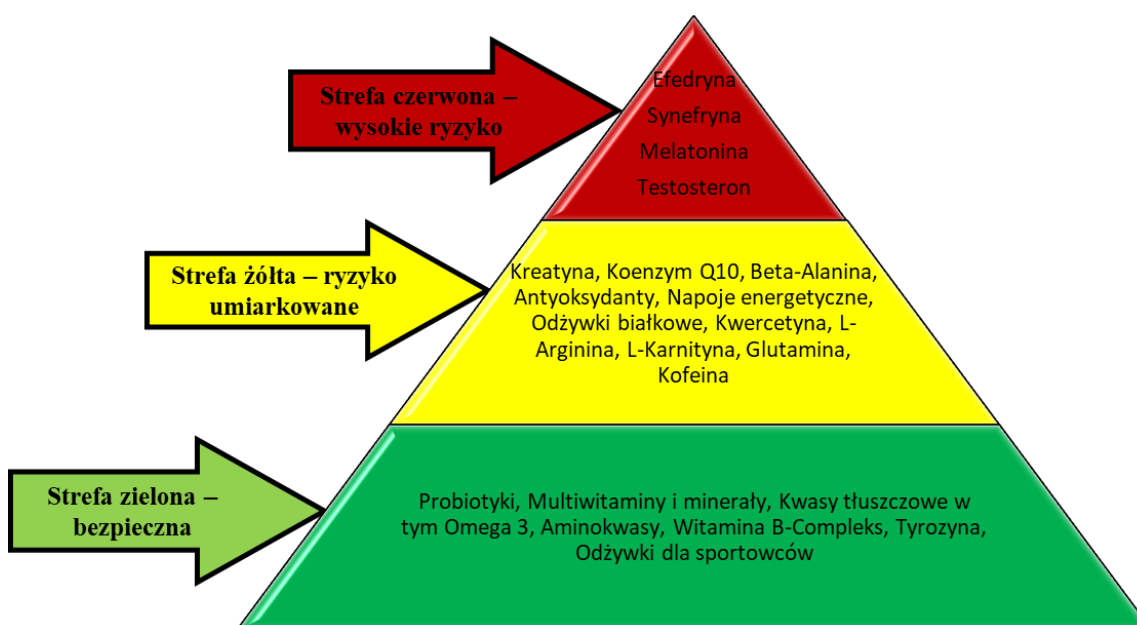 Strefa czerwona –
wysokie ryzyko
Efedryna
Synefryna
Melatonina
Testosteron
Strefa żółta – ryzyko
umiarkowane
Kreatyna, Koenzym Q10, Beta-Alanina,
Antyoksydanty, Napoje energetyczne,
Odżywki białkowe, Kwercetyna, L-
Arginina, L-Karnityna, Glutamina,
Kofeina
Strefa zielona –
bezpieczna
Probiotyki, Multiwitaminy i minerały, Kwasy tłuszczowe w
tym Omega 3, Aminokwasy, Witamina B-Compleks, Tyrozyna,
Odżywki dla sportowców